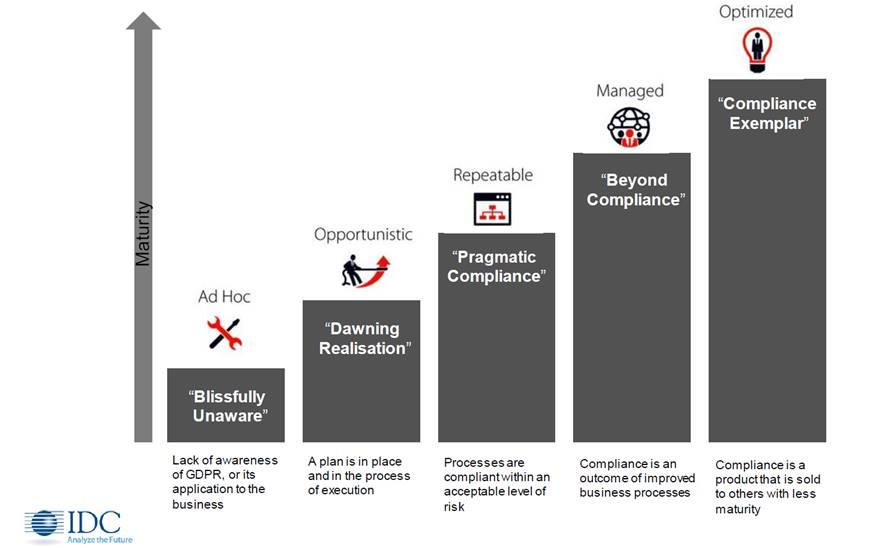 Maturity
Ad Hoc
“Blissfully
Unaware”
Lack of awareness
of GDPR, or its
application to the
business
Opportunistic
“Dawning
Realisation”
A plan is in place
and in the process
of execution
Repeatable
“Pragmatic
Compliance”
Processes are
compliant within an
acceptable level of
risk
Managed
“Beyond
Compliance”
Compliance is an
outcome of improved
business processes
Optimized
“Compliance
Exemplar”
Compliance is a
product that is sold
to others with less
maturity
IDC
Analyze the Future